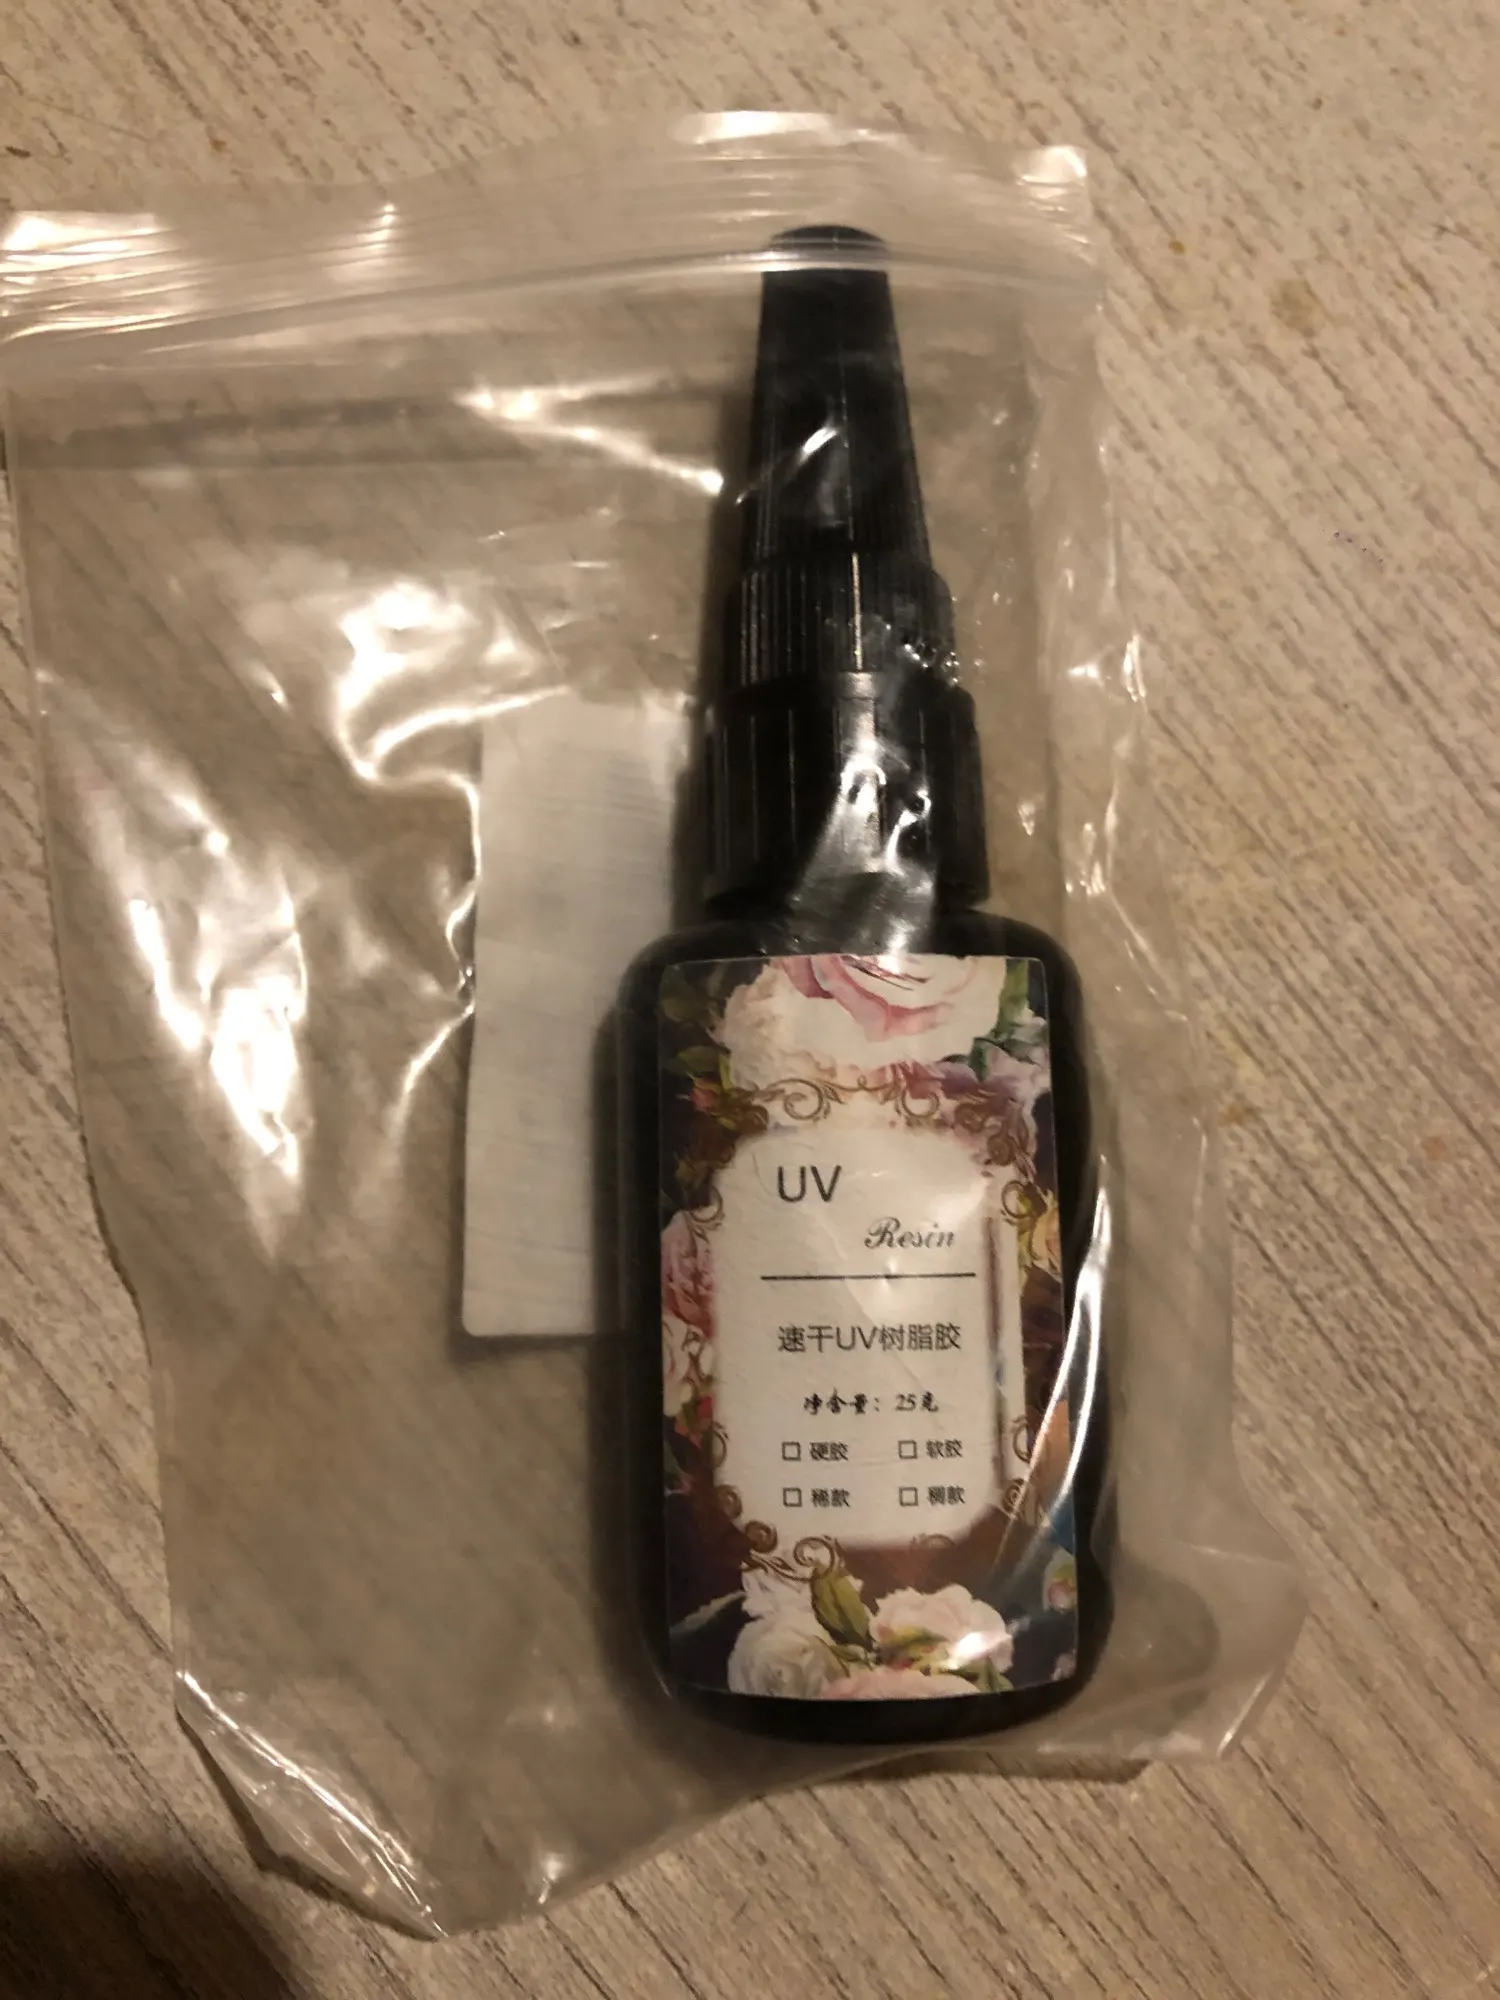 UV
Resin
速干UV树脂胶
净含量：25克
□ 硬胶 □ 软胶
□ 稀款 □ 稠款